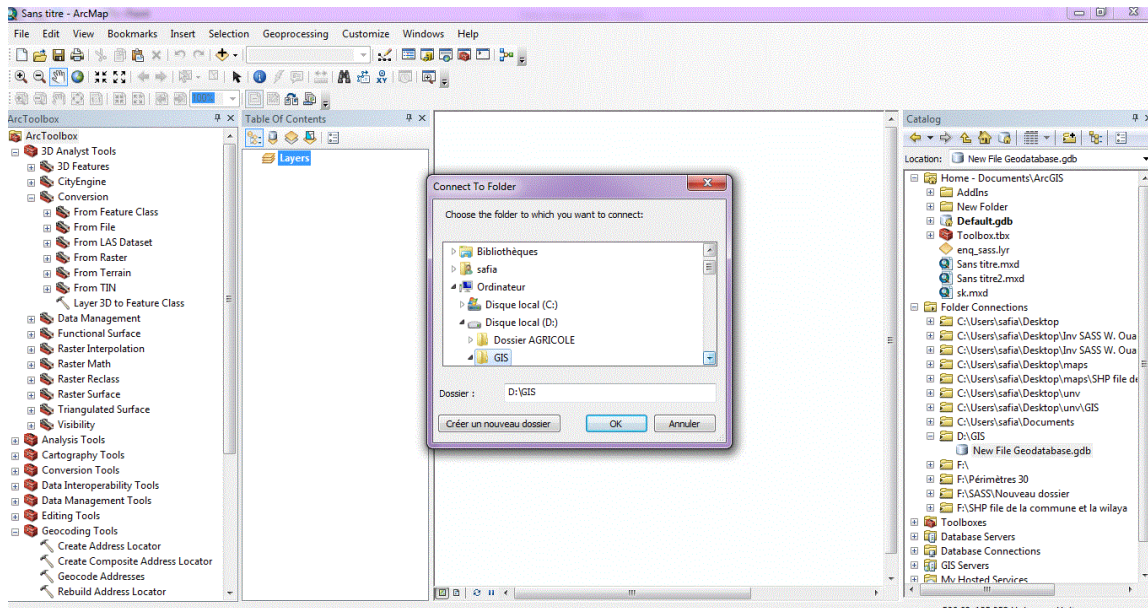 Sans titre - ArcMap
File Edit View Bookmarks Insert Selection Geoprocessing Customize Windows Help
100%
ArcToolbox
ArcToolbox
3D Analyst Tools
3D Features
CityEngine
Conversion
From Feature Class
From File
From LAS Dataset
From Raster
From Terrain
From TIN
Layer 3D to Feature Class
Data Management
Functional Surface
Raster Interpolation
Raster Math
Raster Reclass
Raster Surface
Triangulated Surface
Visibility
Analysis Tools
Cartography Tools
Conversion Tools
Data Interoperability Tools
Data Management Tools
Editing Tools
Geocoding Tools
Create Address Locator
Create Composite Address Locator
Geocode Addresses
Rebuild Address Locator
Table Of Contents
Layers
Connect To Folder
Choose the folder to which you want to connect:
Bibliothèques
safia
Ordinateur
Disque local (C:)
Disque local (D:)
Dossier AGRICOLE
GIS
Dossier : D:\GIS
Créer un nouveau dossier OK Annuler
Catalog
Location: New File Geodatabase.gdb
Home - Documents\ArcGIS
AddIns
New Folder
Default.gdb
Toolbox.tbx
enq_sass.lyr
Sans titre.mxd
Sans titre2.mxd
sk.mxd
Folder Connections
C:\Users\safia\Desktop
C:\Users\safia\Desktop\Inv SASS W. Oua
C:\Users\safia\Desktop\Inv SASS W. Oua
C:\Users\safia\Desktop\maps
C:\Users\safia\Desktop\maps\SHP file de
C:\Users\safia\Desktop\unv
C:\Users\safia\Desktop\unv\GIS
C:\Users\safia\Documents
D:\GIS
New File Geodatabase.gdb
F:\
F:\Périmètres 30
F:\SASS\Nouveau dossier
F:\SHP file de la commune et la wilaya
Toolboxes
Database Servers
Database Connections
GIS Servers
My Hosted Services